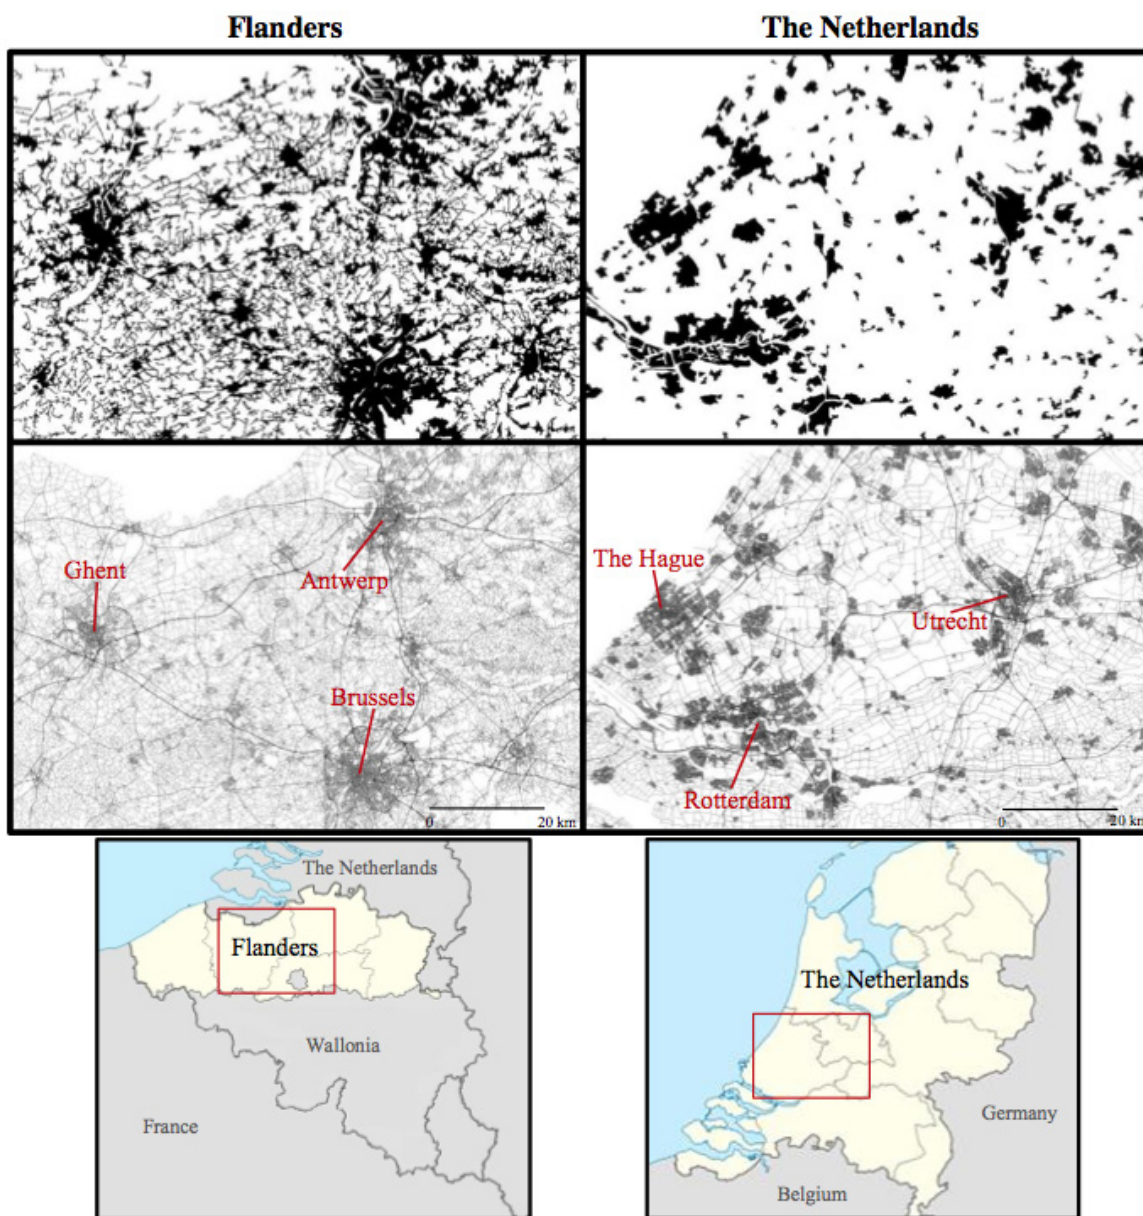 Flanders
The Netherlands
Ghent
Antwerp
Brussels
0 20 km
The Hague
Utrecht
Rotterdam
0 20 km
The Netherlands
Flanders
Wallonia
France
The Netherlands
Germany
Belgium